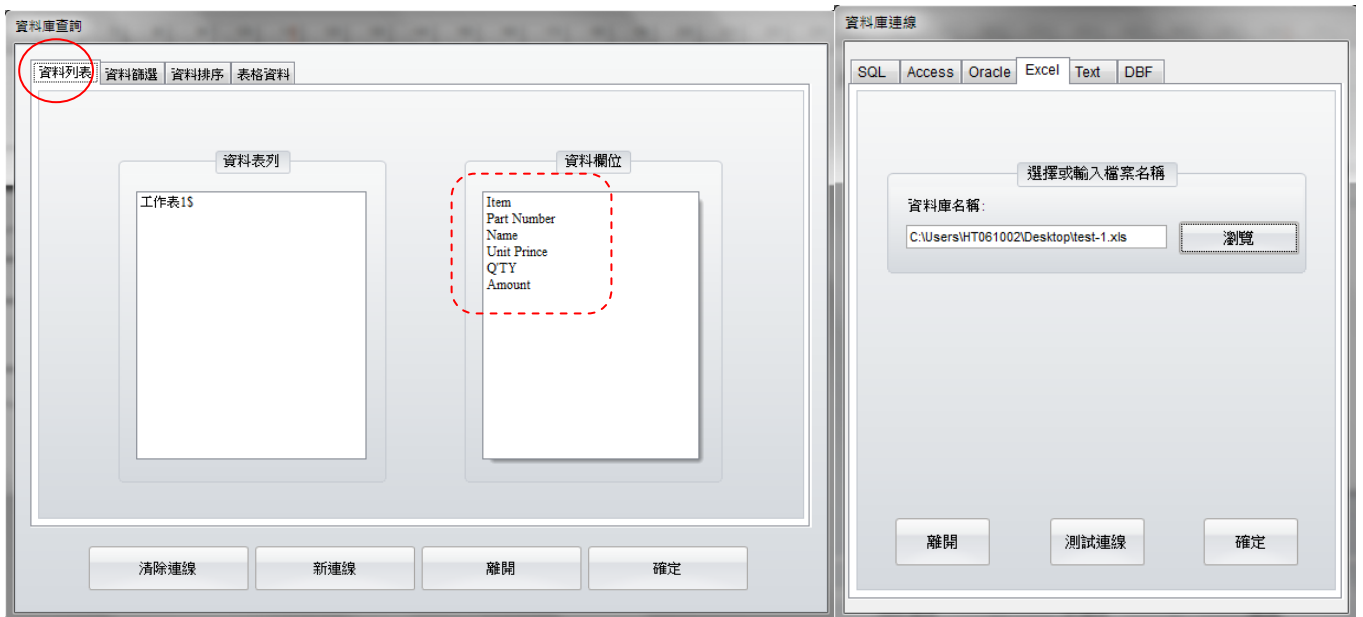 資料庫查詢
資料列表 資料篩選 資料排序 表格資料
資料表列
工作表1$
資料欄位
Item
Part Number
Name
Unit Prince
Q'TY
Amount
清除連線 新連線 離開 確定
資料庫連線
SQL Access Oracle Excel Text DBF
選擇或輸入檔案名稱
資料庫名稱:
C:\Users\HT061002\Desktop\test-1.xls 瀏覽
離開 測試連線 確定